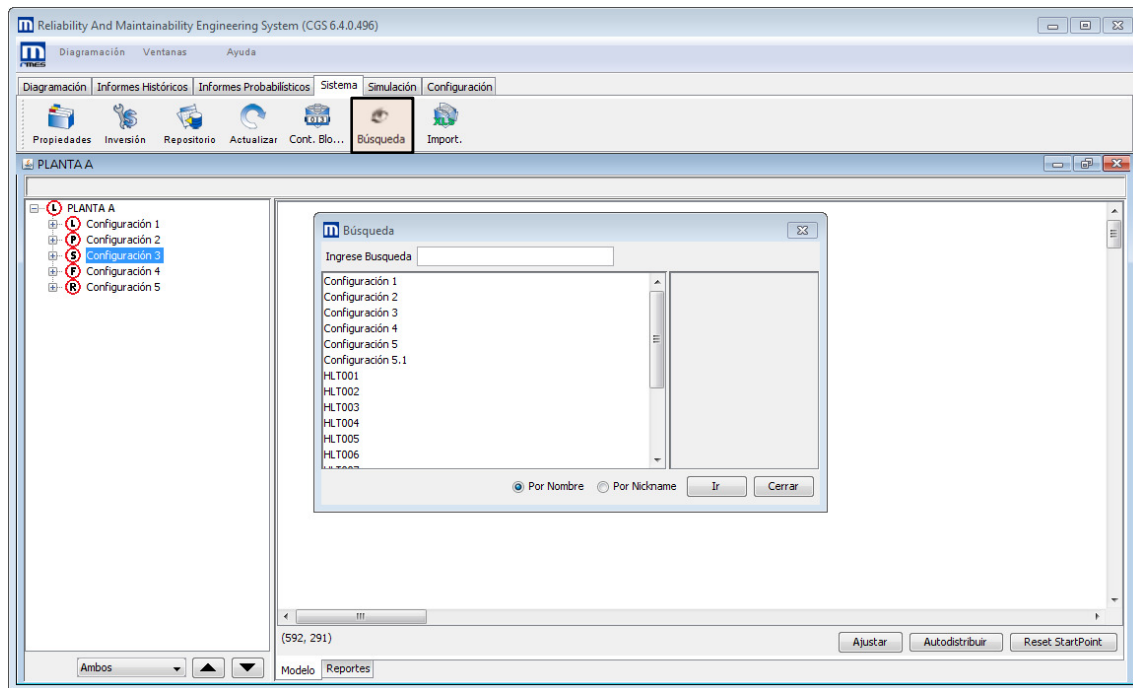 Reliability And Maintainability Engineering System (CGS 6.4.0.496)
Diagramación Ventanas Ayuda
Diagramación Informes Históricos Informes Probabilísticos Sistema Simulación Configuración
Propiedades Inversión Repositorio Actualizar Cont. Blo... Búsqueda Import.
PLANTA A
L PLANTA A
L Configuración 1
P Configuración 2
S Configuración 3
F Configuración 4
R Configuración 5
Búsqueda
Ingrese Busqueda
Configuración 1
Configuración 2
Configuración 3
Configuración 4
Configuración 5
Configuración 5.1
HLT001
HLT002
HLT003
HLT004
HLT005
HLT006
Por Nombre Por Nickname Ir Cerrar
(592, 291)
Ajustar Autodistribuir Reset StartPoint
Ambos
Modelo Reportes